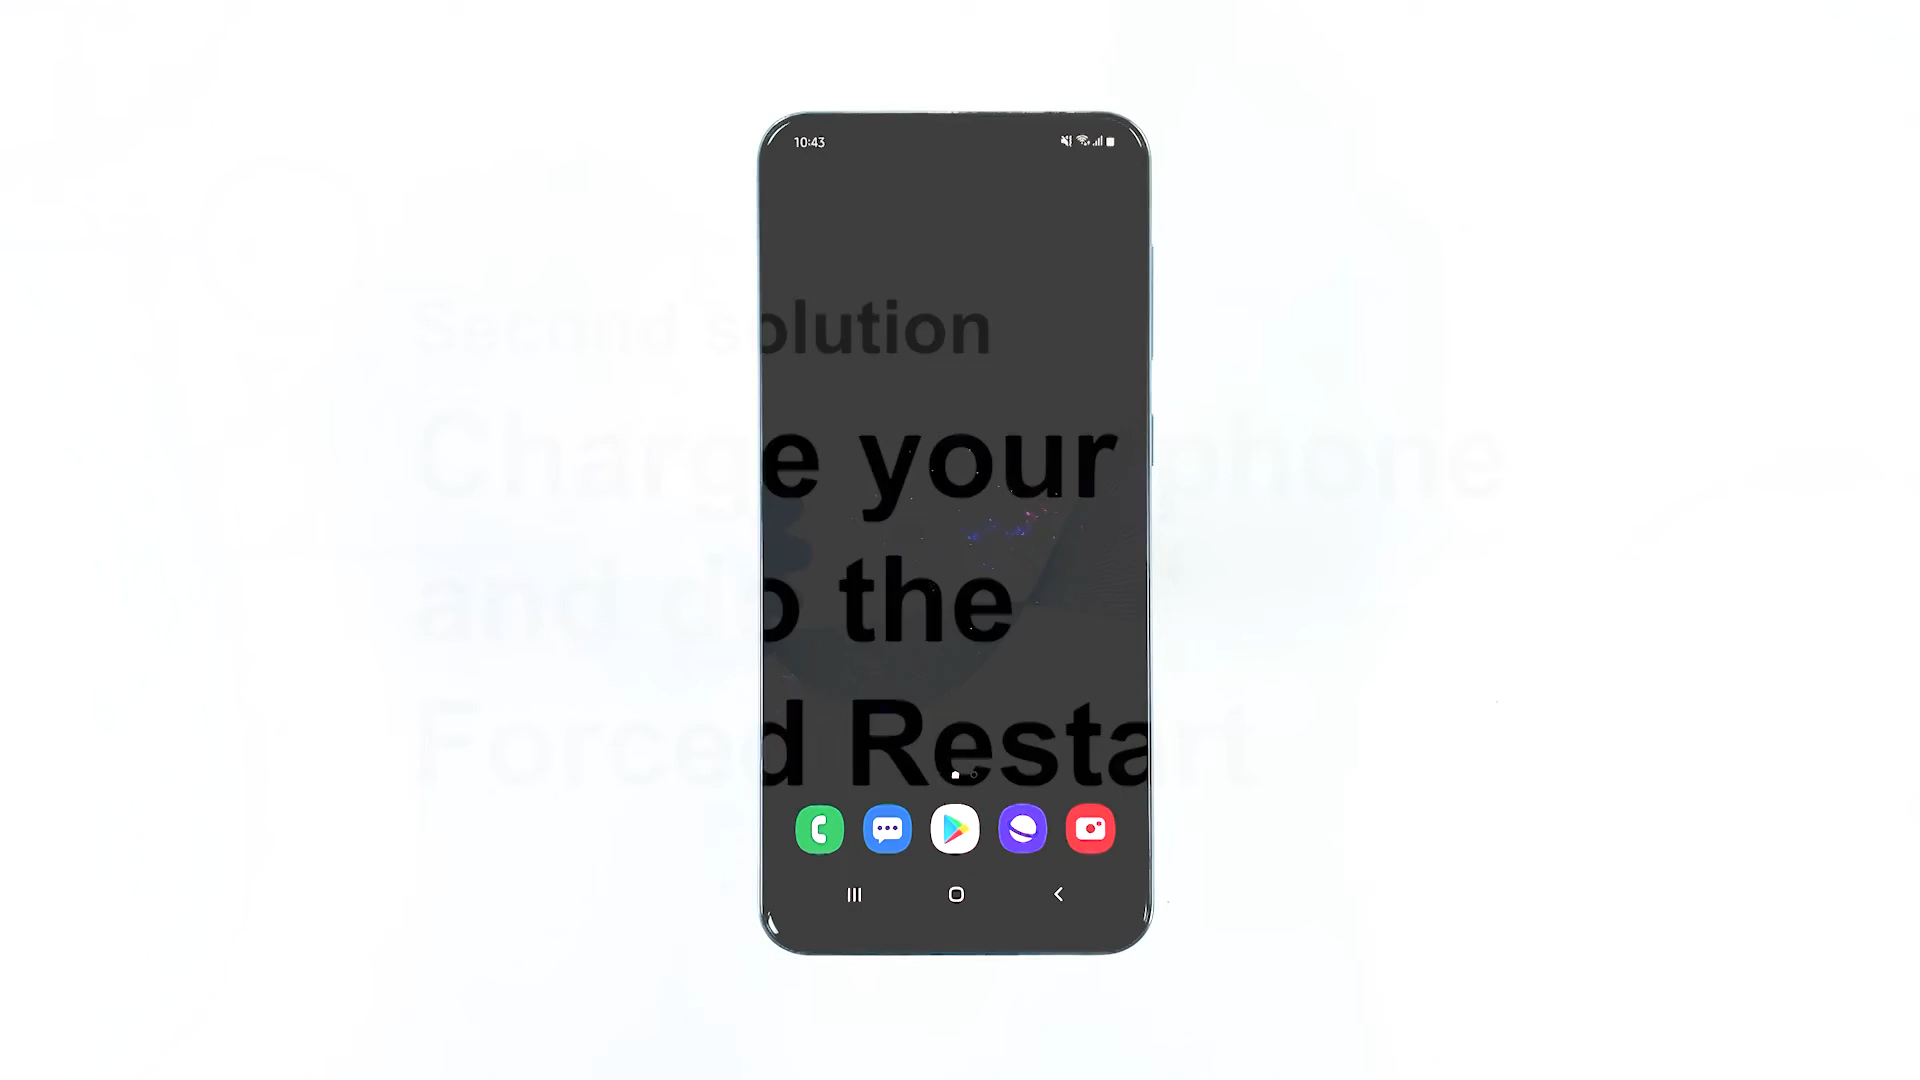 10:43
Second solution
Charge your phone
and do the
Forced Restart